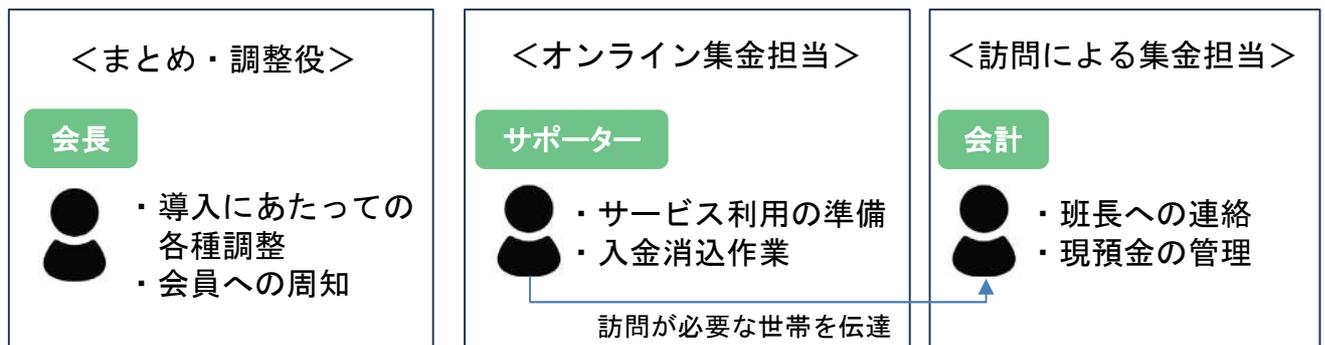 ＜まとめ・調整役＞
会長
・導入にあたっての
各種調整
・会員への周知
＜オンライン集金担当＞
サポーター
・サービス利用の準備
・入金消込作業
＜訪問による集金担当＞
会計
・班長への連絡
・現預金の管理
訪問が必要な世帯を伝達